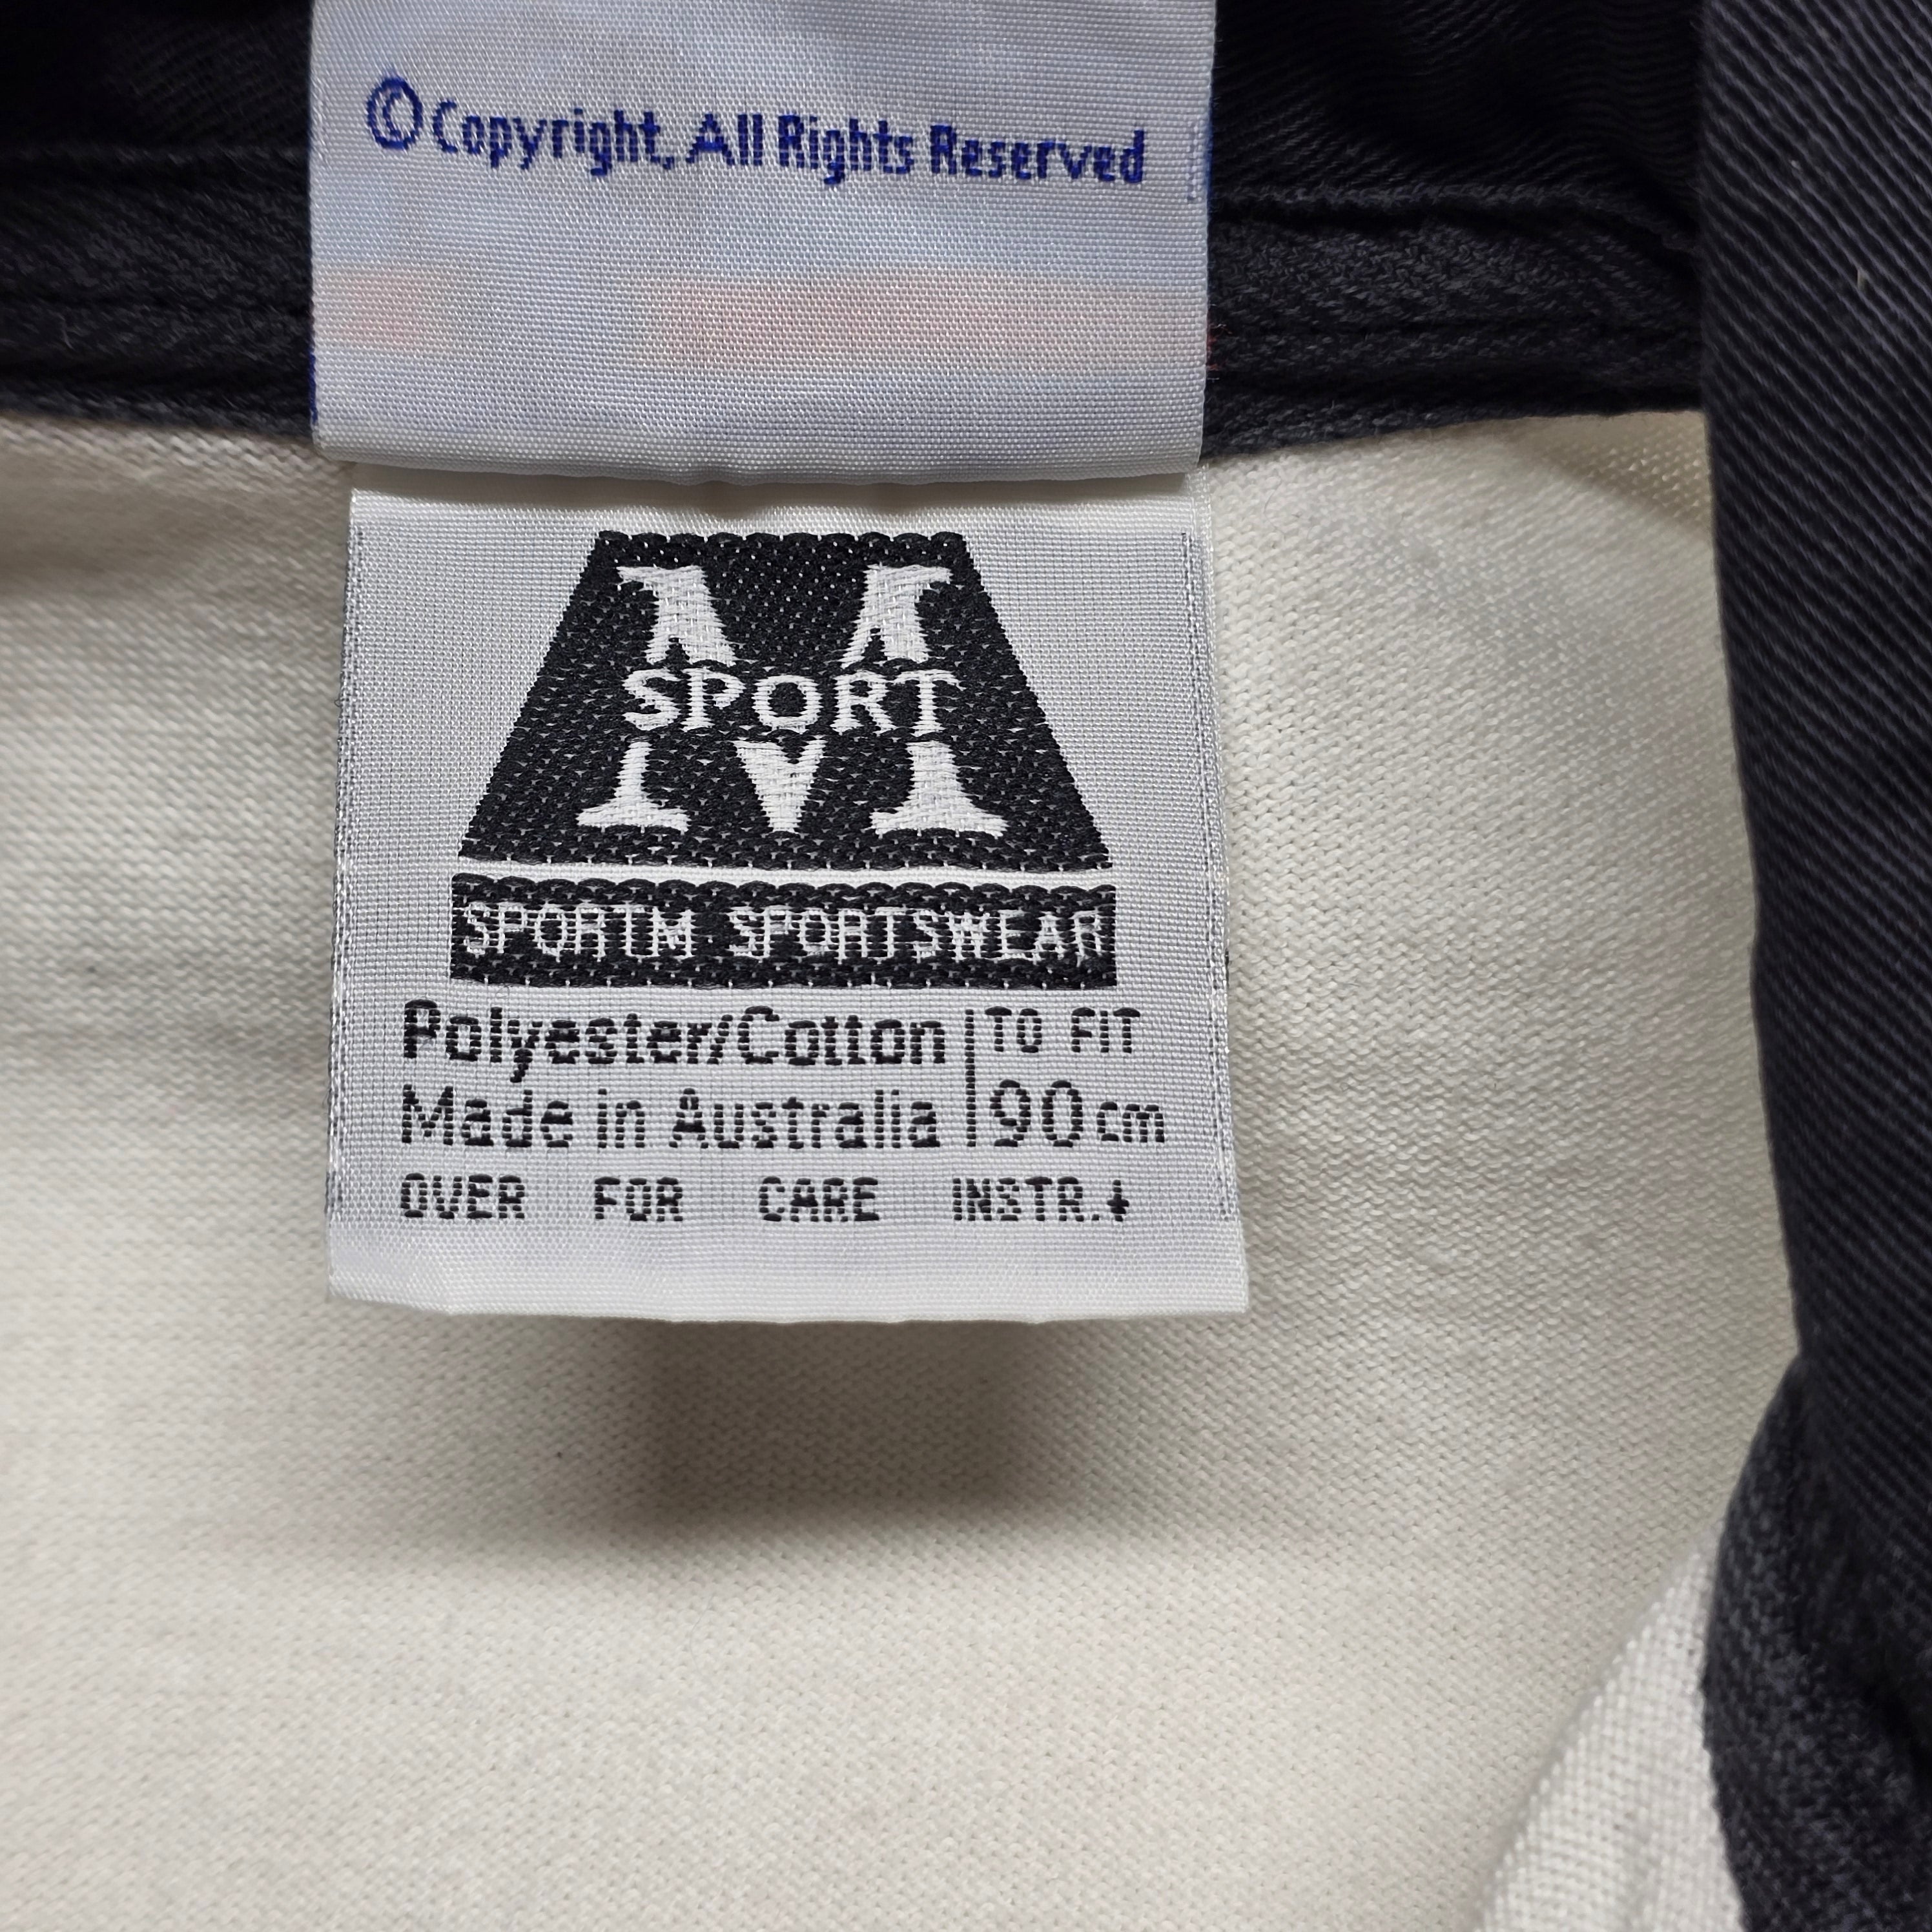 ©Copyright, All Rights Reserved
M
SPORT
SPORTM SPORTSWEAR
Polyester/Cotton TO FIT
Made in Australia 90cm
OVER FOR CARE INSTR.↓